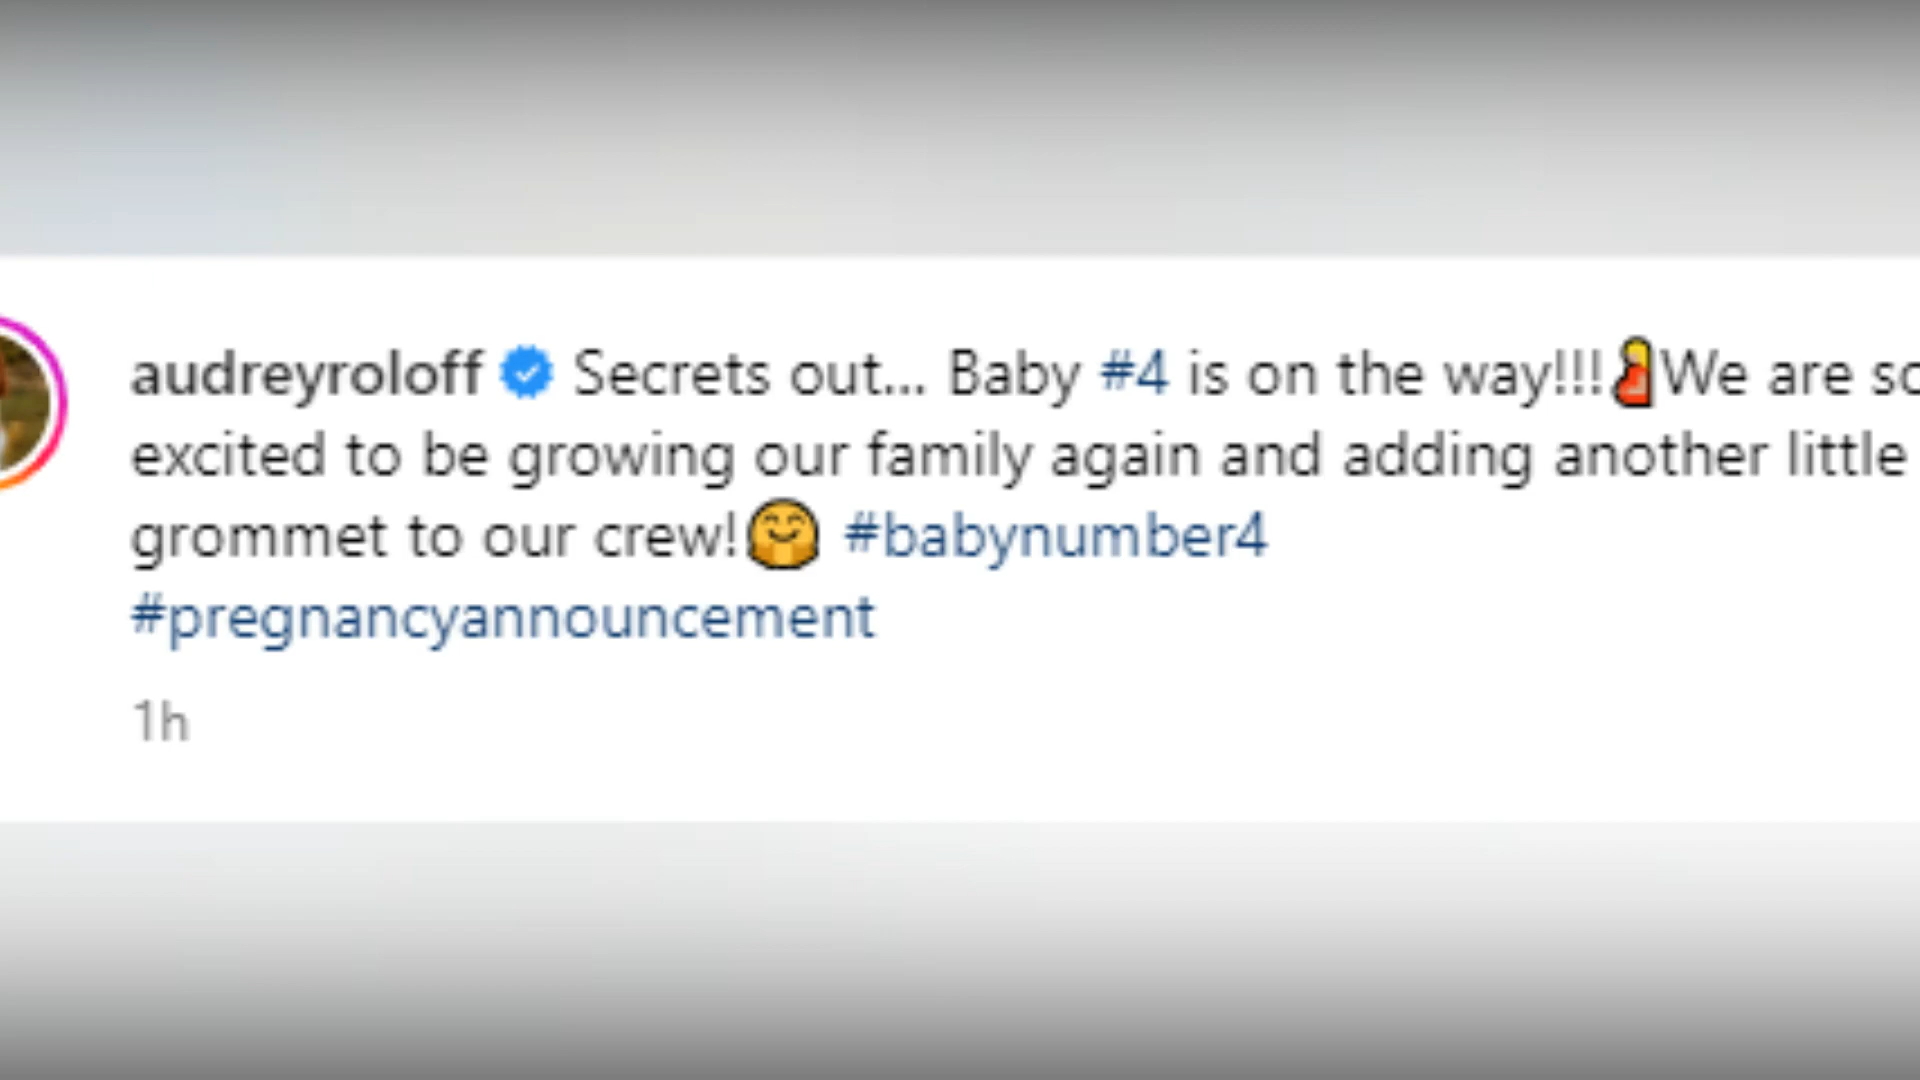 audreyroloff Secrets out... Baby #4 is on the way!!!🤰We are so
excited to be growing our family again and adding another little
grommet to our crew!🤗 #babynumber4
#pregnancyannouncement
1h